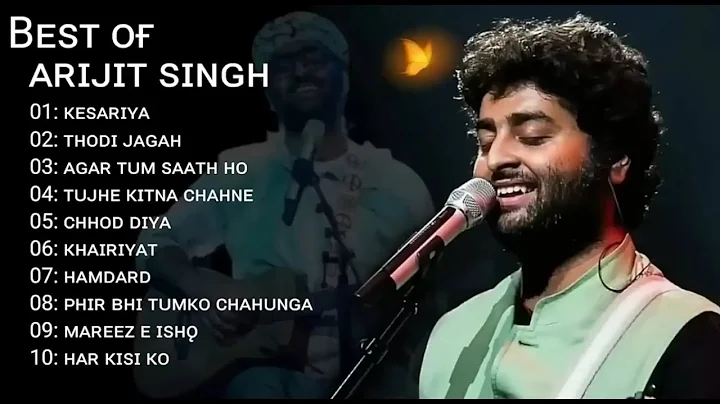 Best of
ARIJIT SINGH
01: KESARIYA
02: THODI JAGAH
03: AGAR TUM SAATH HO
04: TUJHE KITNA CHAHNE
05: CHHOD DIYA
06: KHAIRIYAT
07: HAMDARD
08: PHIR BHI TUMKO CHAHUNGA
09: MAREEZ E ISHQ
10: HAR KISI KO